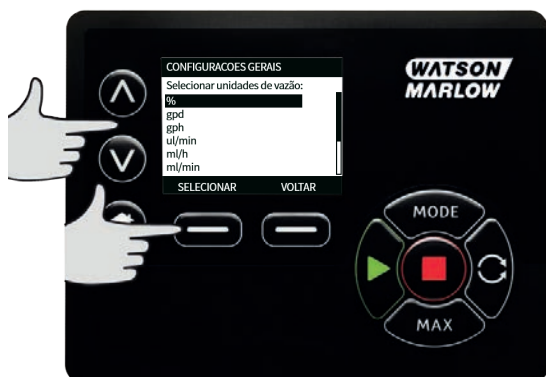 CONFIGURACOES GERAIS
Selecionar unidades de vazão:
%
gpd
gph
ul/min
ml/h
ml/min
SELECIONAR VOLTAR
WATSON
MARLOW
MODE
MAX